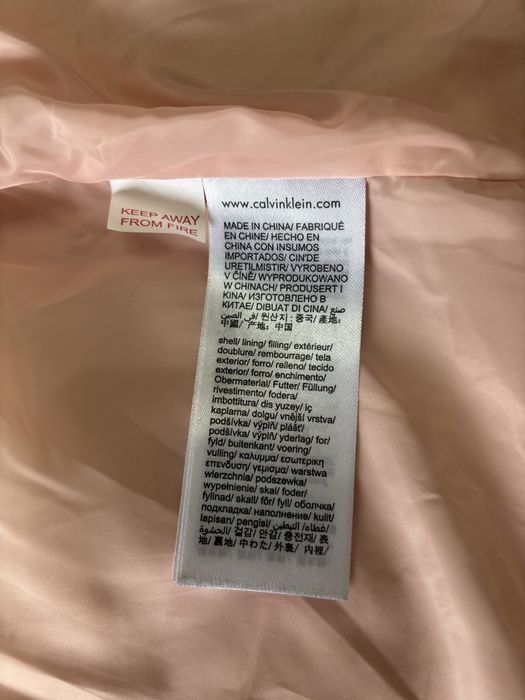 KEEP AWAY
FROM FIRE
www.calvinklein.com
MADE IN CHINA/ FABRIQUÉ
EN CHINE/ HECHO EN
CHINA CON INSUMOS
IMPORTADOS/ CIN'DE
URETILMISTIR/ VYROBENO
V ČÍNĚ/ WYPRODUKOWANO
W CHINACH/ PRODUSERT I
KINA/ ИЗГОТОВЛЕНО В
КИТАЕ/ DIBUAT DI CINA/ صنع
في الصين/ 원산지 : 중국/ 產地:
中國/ 产地: 中国
shell/ lining/ filling/ extérieur/
doublure/ rembourrage/ tela
exterior/ forro/ relleno/ tecido
exterior/ forro/ enchimento/
Obermaterial/ Futter/ Füllung/
rivestimento/ fodera/
imbottitura/ dis yuzey/ iç
kaplama/ dolgu/ vnější vrstva/
podšívka/ výplň/ plášť/
podšívka/ výplň/ yderlag/ for/
fyld/ buitenkant/ voering/
vulling/ καλυμμα/ εσωτερικη
επενδυση/ γεμισμα/ warstwa
wierzchnia/ podszewka/
wypełnienie/ skal/ foder/
fyllnad/ skall/ fôr/ fyll/ оболчка/
подкладка/ наполнение/ kulit/
lapisan/ pengisi/ غطاء/ التبطين/
الحشوة/ 겉감/ 안감/ 충전재/ 表
地/ 裏地/ 中わた/ 外裏/ 内裡/